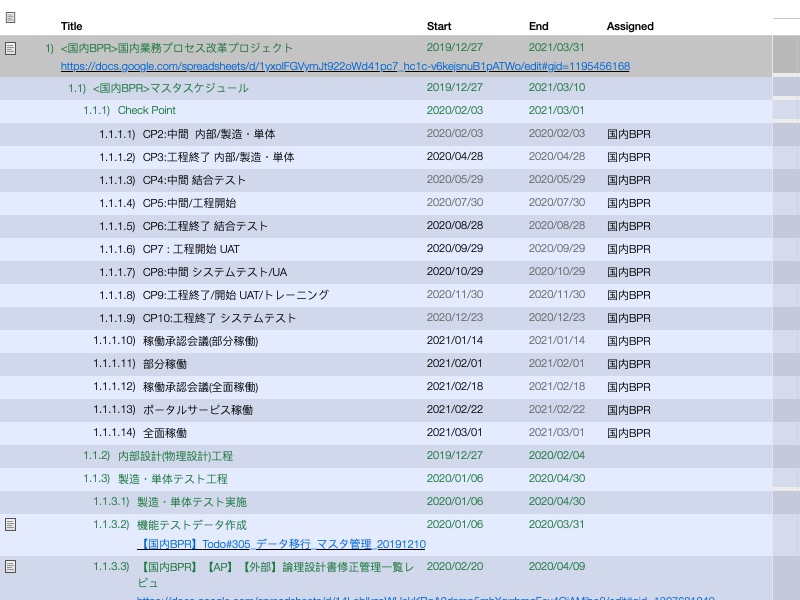 Title Start End Assigned
1) <国内BPR>国内業務プロセス改革プロジェクト 2019/12/27 2021/03/31
https://docs.google.com/spreadsheets/d/1yxoIFGVymJt922oWd41pc7_hc1c-v6kejsnuB1pATWo/edit#gid=1195456168
1.1) <国内BPR>マスタスケジュール 2019/12/27 2021/03/10
1.1.1) Check Point 2020/02/03 2021/03/01
1.1.1.1) CP2:中間 内部/製造・単体 2020/02/03 2020/02/03 国内BPR
1.1.1.2) CP3:工程終了 内部/製造・単体 2020/04/28 2020/04/28 国内BPR
1.1.1.3) CP4:中間 結合テスト 2020/05/29 2020/05/29 国内BPR
1.1.1.4) CP5:中間/工程開始 2020/07/30 2020/07/30 国内BPR
1.1.1.5) CP6:工程終了 結合テスト 2020/08/28 2020/08/28 国内BPR
1.1.1.6) CP7 : 工程開始 UAT 2020/09/29 2020/09/29 国内BPR
1.1.1.7) CP8:中間 システムテスト/UA 2020/10/29 2020/10/29 国内BPR
1.1.1.8) CP9:工程終了/開始 UAT/トレーニング 2020/11/30 2020/11/30 国内BPR
1.1.1.9) CP10:工程終了 システムテスト 2020/12/23 2020/12/23 国内BPR
1.1.1.10) 稼働承認会議(部分稼働) 2021/01/14 2021/01/14 国内BPR
1.1.1.11) 部分稼働 2021/02/01 2021/02/01 国内BPR
1.1.1.12) 稼働承認会議(全面稼働) 2021/02/18 2021/02/18 国内BPR
1.1.1.13) ポータルサービス稼働 2021/02/22 2021/02/22 国内BPR
1.1.1.14) 全面稼働 2021/03/01 2021/03/01 国内BPR
1.1.2) 内部設計(物理設計)工程 2019/12/27 2020/02/04
1.1.3) 製造・単体テスト工程 2020/01/06 2020/04/30
1.1.3.1) 製造・単体テスト実施 2020/01/06 2020/04/30
1.1.3.2) 機能テストデータ作成 2020/01/06 2020/03/31
【国内BPR】Todo#305_データ移行_マスタ管理_20191210
1.1.3.3) 【国内BPR】【AP】【外部】論理設計書修正管理一覧レ 2020/02/20 2020/04/09
ビュ